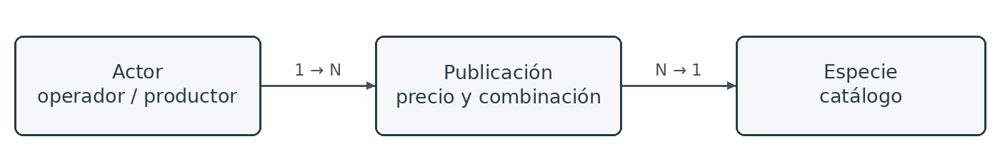 Actor
operador / productor
1 → N
Publicación
precio y combinación
N → 1
Especie
catálogo